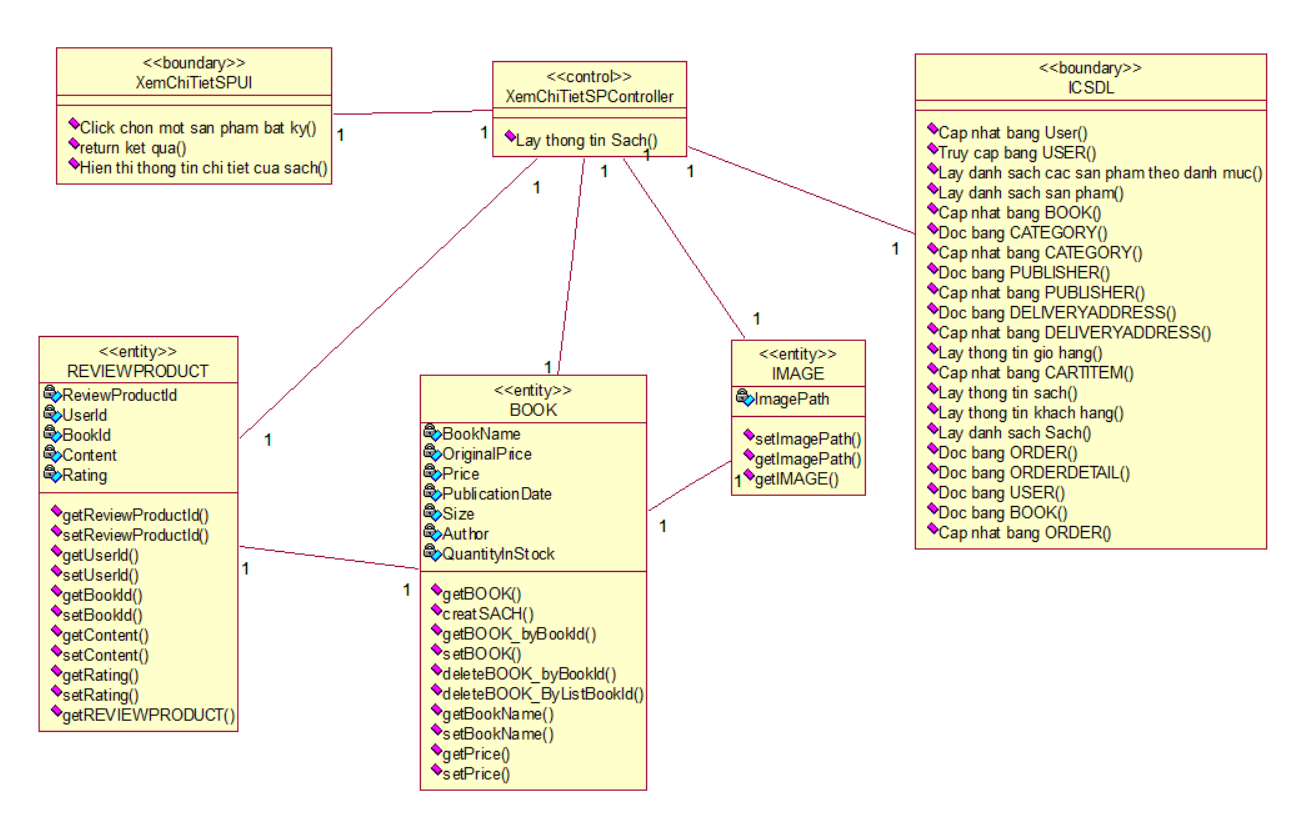 <<boundary>>
XemChiTietSPUI
Click chon mot san pham bat ky()
return ket qua()
Hien thi thong tin chi tiet cua sach()
1
1
<<control>>
XemChiTietSPController
Lay thong tin Sach()
1
1
1
1
<<boundary>>
ICSDL
Cap nhat bang User()
Truy cap bang USER()
Lay danh sach cac san pham theo danh muc()
Lay danh sach san pham()
Cap nhat bang BOOK()
Doc bang CATEGORY()
Cap nhat bang CATEGORY()
Doc bang PUBLISHER()
Cap nhat bang PUBLISHER()
Doc bang DELIVERYADDRESS()
Cap nhat bang DELIVERYADDRESS()
Lay thong tin gio hang()
Cap nhat bang CARTITEM()
Lay thong tin sach()
Lay thong tin khach hang()
Lay danh sach Sach()
Doc bang ORDER()
Doc bang ORDERDETAIL()
Doc bang USER()
Doc bang BOOK()
Cap nhat bang ORDER()
1
<<entity>>
REVIEWPRODUCT
ReviewProductId
UserId
BookId
Content
Rating
getReviewProductId()
setReviewProductId()
getUserId()
setUserId()
getBookId()
setBookId()
getContent()
setContent()
getRating()
setRating()
getREVIEWPRODUCT()
1
1
1
1
<<entity>>
BOOK
BookName
OriginalPrice
Price
PublicationDate
Size
Author
QuantityInStock
getBOOK()
creatSACH()
getBOOK_byBookId()
setBOOK()
deleteBOOK_byBookId()
deleteBOOK_ByListBookId()
getBookName()
setBookName()
getPrice()
setPrice()
1
1
<<entity>>
IMAGE
ImagePath
setImagePath()
getImagePath()
getIMAGE()
1